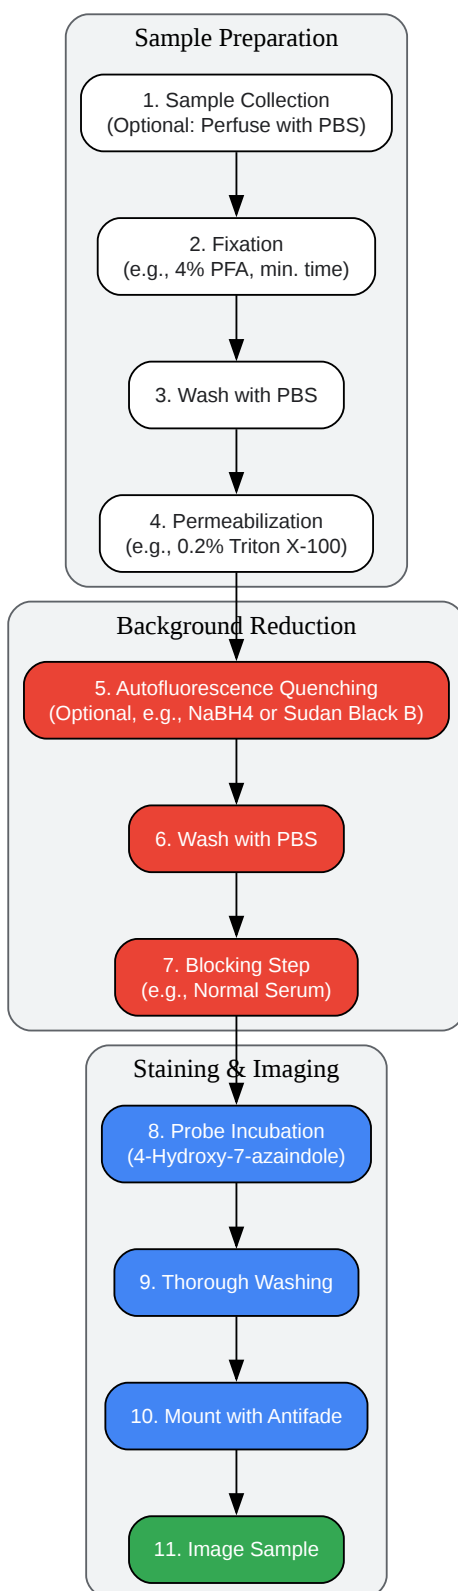 Sample Preparation
1. Sample Collection
(Optional: Perfuse with PBS)
2. Fixation
(e.g., 4% PFA, min. time)
3. Wash with PBS
4. Permeabilization
(e.g., 0.2% Triton X-100)
Background Reduction
5. Autofluorescence Quenching
(Optional, e.g., NaBH4 or Sudan Black B)
6. Wash with PBS
7. Blocking Step
(e.g., Normal Serum)
Staining & Imaging
8. Probe Incubation
(4-Hydroxy-7-azaindole)
9. Thorough Washing
10. Mount with Antifade
11. Image Sample